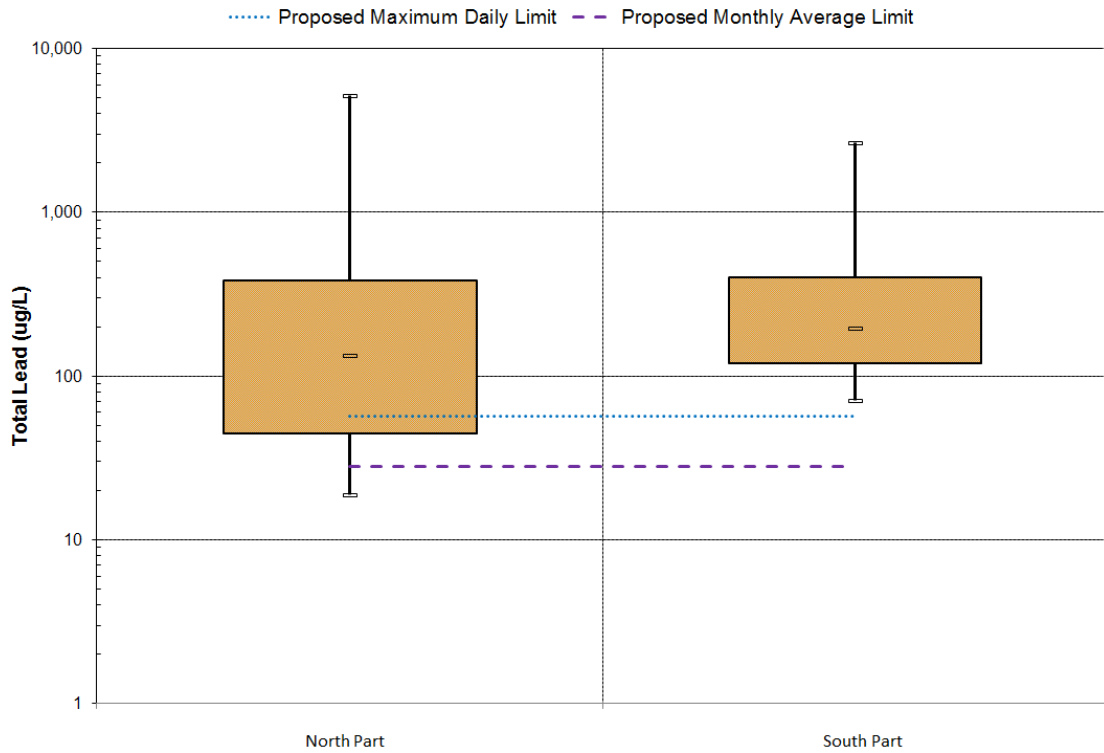 Proposed Maximum Daily Limit Proposed Monthly Average Limit
10,000
1,000
100
10
1
Total Lead (ug/L)
North Part South Part